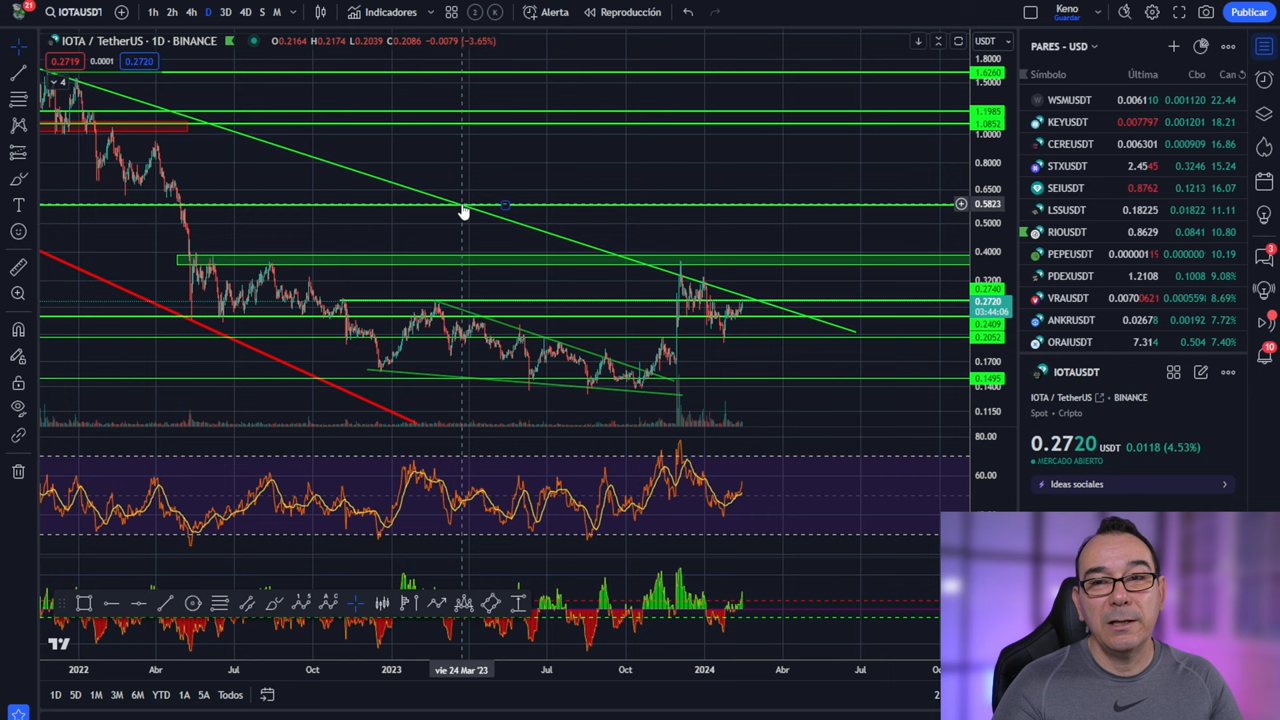 21 IOTAUSDT 1h 2h 4h D 3D 4D S M Indicadores 2 K Alerta Reproducción Keno Guardar Publicar
IOTA / TetherUS · 1D · BINANCE O0.2164 H0.2174 L0.2039 C0.2086 -0.0079 (-3.65%) USDT
0.2719 0.0001 0.2720
4
1.8000
1.6260
1.5000
1.1985
1.0852
1.0000
0.8000
0.6500
0.5823
0.5000
0.4000
0.3200
0.2740
0.2720
03:44:06
0.2409
0.2052
0.1700
0.1495
0.1400
0.1150
80.00
60.00
2022 Abr Jul Oct 2023 vie 24 Mar '23 Jul Oct 2024 Abr Jul
1D 5D 1M 3M 6M YTD 1A 5A Todos
PARES - USD
Símbolo Última Cbo Can
WSMUSDT 0.006110 0.001120 22.44
KEYUSDT 0.007797 0.001201 18.21
CEREUSDT 0.006301 0.000909 16.86
STXUSDT 2.4545 0.3246 15.24
SEIUSDT 0.8762 0.1213 16.07
LSSUSDT 0.18225 0.01822 11.11
RIOUSDT 0.8629 0.0841 10.80
PEPEUSDT 0.00000115 0.000000 10.19
PDEXUSDT 1.2108 0.1008 9.08%
VRAUSDT 0.0070621 0.000559 8.69%
ANKRUSDT 0.02678 0.00192 7.72%
ORAIUSDT 7.314 0.504 7.40%
IOTAUSDT
IOTA / TetherUS BINANCE
Spot • Cripto
0.2720 USDT 0.0118 (4.53%)
MERCADO ABIERTO
Ideas sociales
3
10